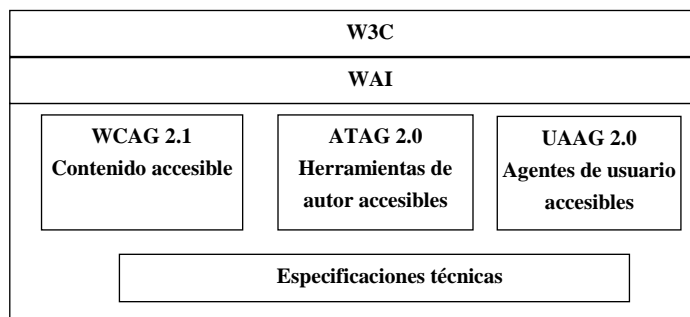 W3C
WAI
WCAG 2.1
Contenido accesible
ATAG 2.0
Herramientas de
autor accesibles
UAAG 2.0
Agentes de usuario
accesibles
Especificaciones técnicas